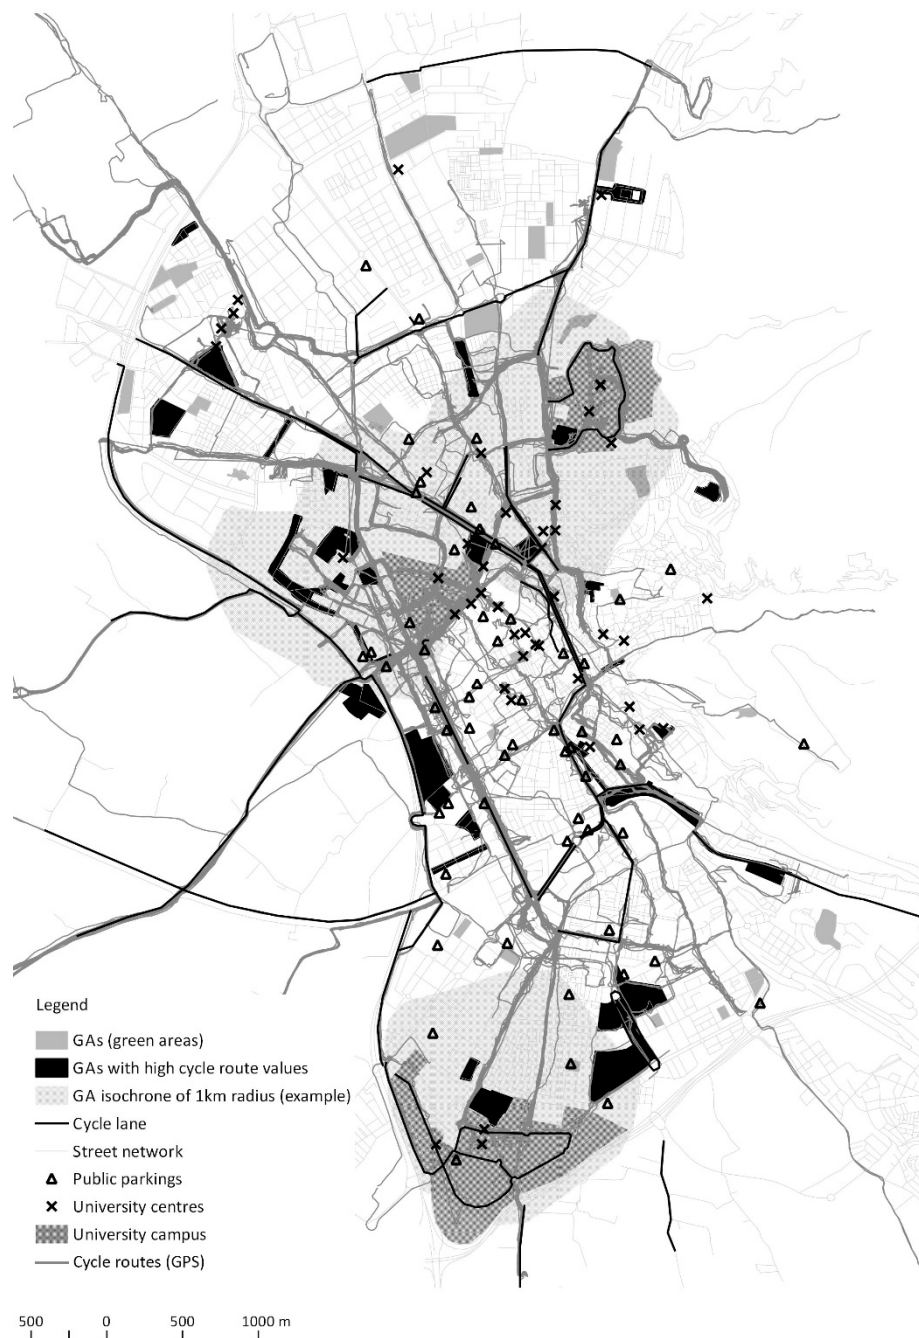 Legend
GAs (green areas)
GAs with high cycle route values
GA isochrone of 1km radius (example)
Cycle lane
Street network
Public parkings
University centres
University campus
Cycle routes (GPS)
500 0 500 1000 m